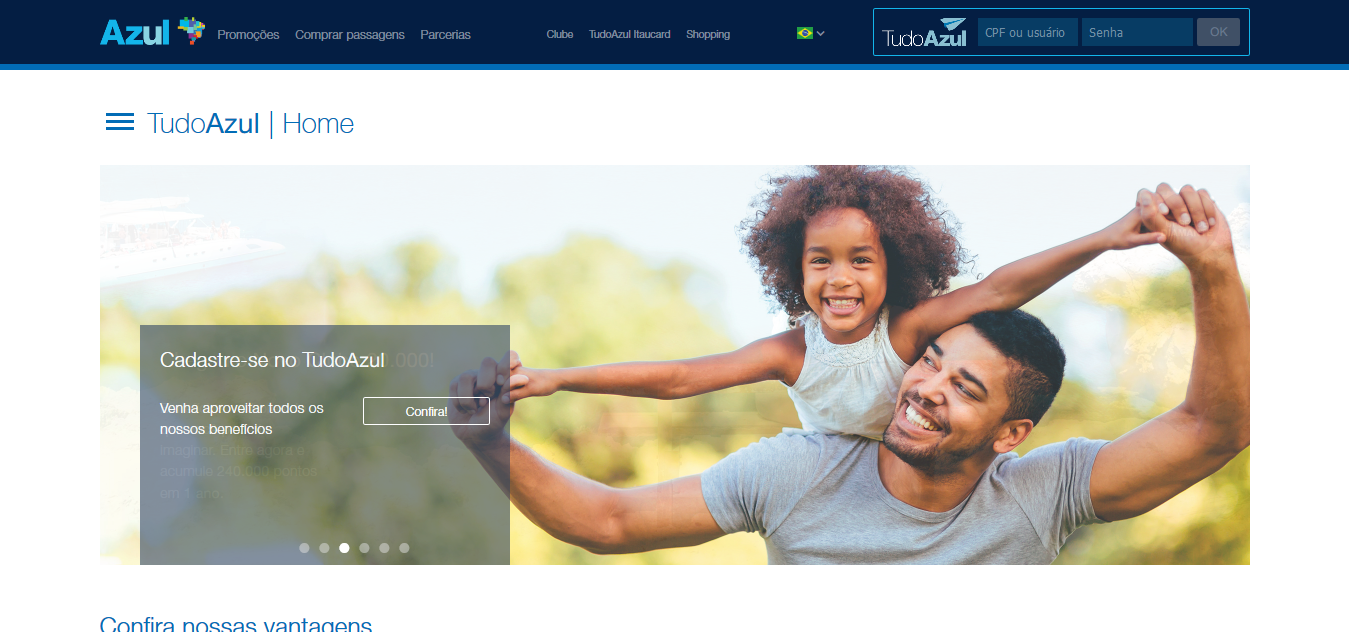 Azul
Promoções Comprar passagens Parcerias
Clube TudoAzul Itaucard Shopping
TudoAzul
CPF ou usuário
Senha
OK
TudoAzul | Home
Cadastre-se no TudoAzul
.000!
Venha aproveitar todos os
nossos benefícios
Confira!
imaginar. Entre agora e
acumule 240.000 pontos
em 1 ano.
Confira nossas vantagens